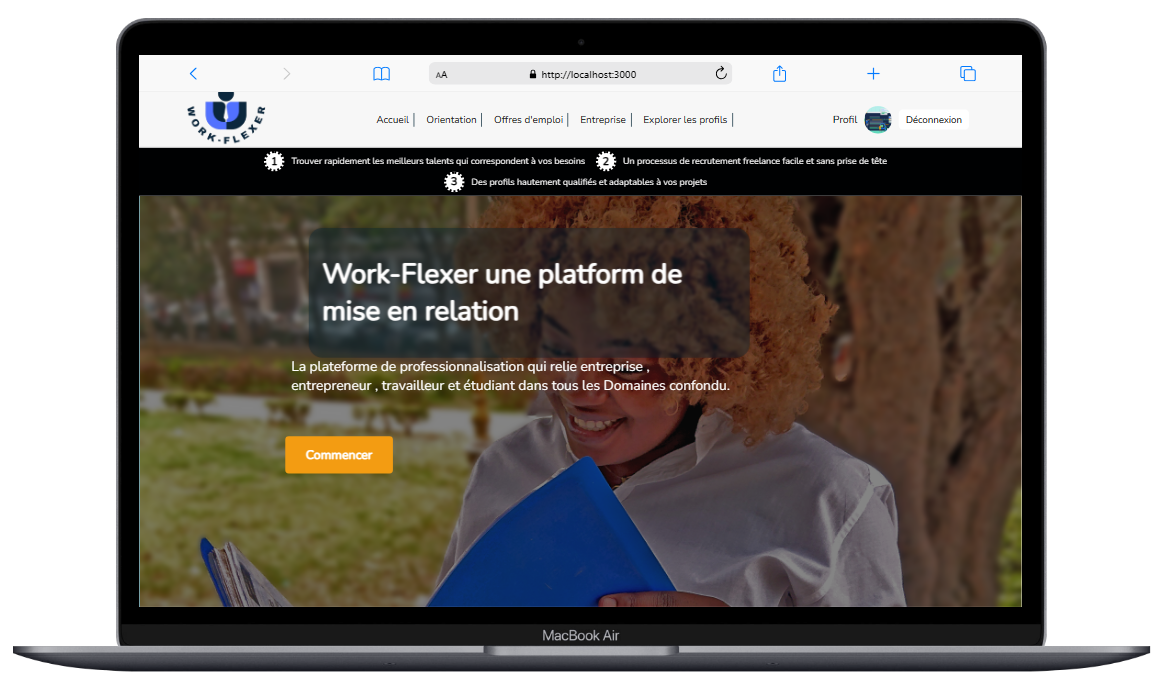 AA http://localhost:3000
WORK-FLEXER
Accueil | Orientation | Offres d'emploi | Entreprise | Explorer les profils |
Profil Déconnexion
1 Trouver rapidement les meilleurs talents qui correspondent à vos besoins 2 Un processus de recrutement freelance facile et sans prise de tête
3 Des profils hautement qualifiés et adaptables à vos projets
Work-Flexer une platform de
mise en relation
La plateforme de professionnalisation qui relie entreprise ,
entrepreneur , travailleur et étudiant dans tous les Domaines confondu.
Commencer
MacBook Air